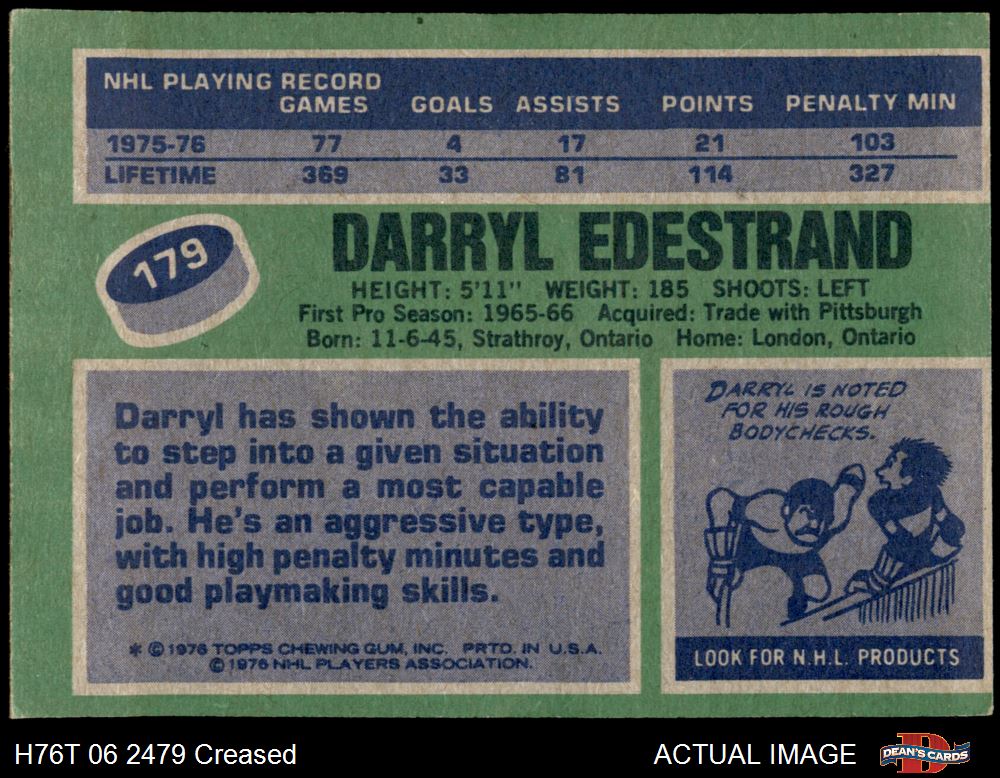 NHL PLAYING RECORD
GAMES GOALS ASSISTS POINTS PENALTY MIN
1975-76 77 4 17 21 103
LIFETIME 369 33 81 114 327
179
DARRYL EDESTRAND
HEIGHT: 5'11" WEIGHT: 185 SHOOTS: LEFT
First Pro Season: 1965-66 Acquired: Trade with Pittsburgh
Born: 11-6-45, Strathroy, Ontario Home: London, Ontario
Darryl has shown the ability
to step into a given situation
and perform a most capable
job. He's an aggressive type,
with high penalty minutes and
good playmaking skills.
* © 1976 TOPPS CHEWING GUM, INC. PRTD. IN U.S.A.
© 1976 NHL PLAYERS ASSOCIATION.
DARRYL IS NOTED
FOR HIS ROUGH
BODYCHECKS.
LOOK FOR N.H.L. PRODUCTS
H76T 06 2479 Creased
ACTUAL IMAGE
DEAN'S CARDS